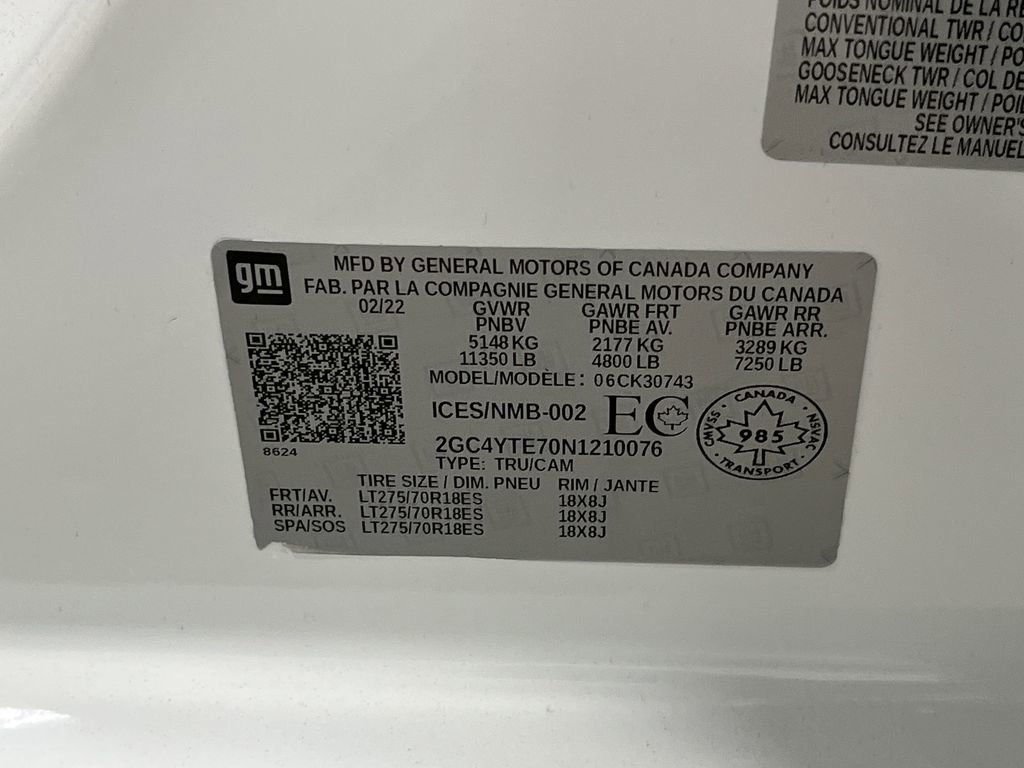 POIDS NOMINAL DE LA
CONVENTIONAL TWR /
MAX TONGUE WEIGHT /
GOOSENECK TWR / COL DE
MAX TONGUE WEIGHT /
SEE OWNER'S
CONSULTEZ LE MANUEL
gm
MFD BY GENERAL MOTORS OF CANADA COMPANY
FAB. PAR LA COMPAGNIE GENERAL MOTORS DU CANADA
02/22 GVWR GAWR FRT GAWR RR
PNBV PNBE AV. PNBE ARR.
5148 KG 2177 KG 3289 KG
11350 LB 4800 LB 7250 LB
MODEL/MODÈLE: 06CK30743
ICES/NMB-002 EC
CANADA
CMVSS 985 NSVAC
TRANSPORT
2GC4YTE70N1210076
8624
TYPE: TRU/CAM
TIRE SIZE / DIM. PNEU RIM / JANTE
FRT/AV. LT275/70R18ES 18X8J
RR/ARR. LT275/70R18ES 18X8J
SPA/SOS LT275/70R18ES 18X8J